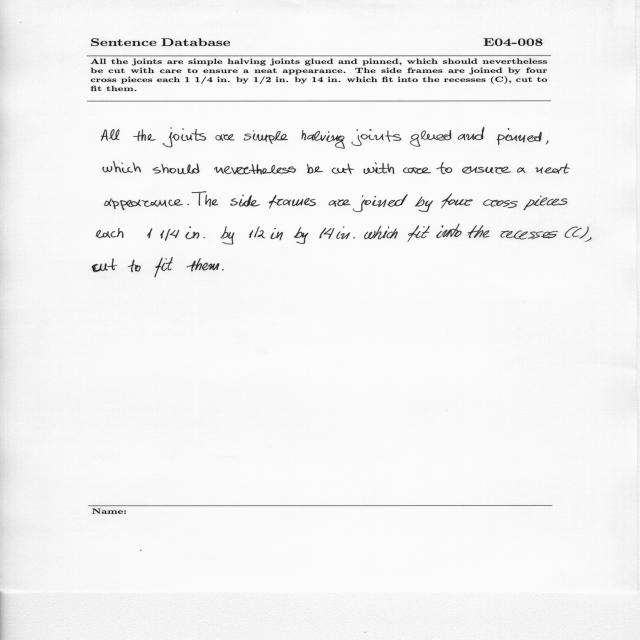 Sentence Database E04-008
All the joints are simple halving joints glued and pinned, which should nevertheless
be cut with care to ensure a neat appearance. The side frames are joined by four
cross pieces each 1 1/4 in. by 1/2 in. by 14 in. which fit into the recesses (C), cut to
fit them.
All the joints are simple halving joints glued and pinned,
which should nevertheless be cut with care to ensure a neat
appearance. The side frames are joined by four cross pieces
each 1 1/4 in. by 1/2 in by 14 in. which fit into the recesses (C),
cut to fit them.
Name: